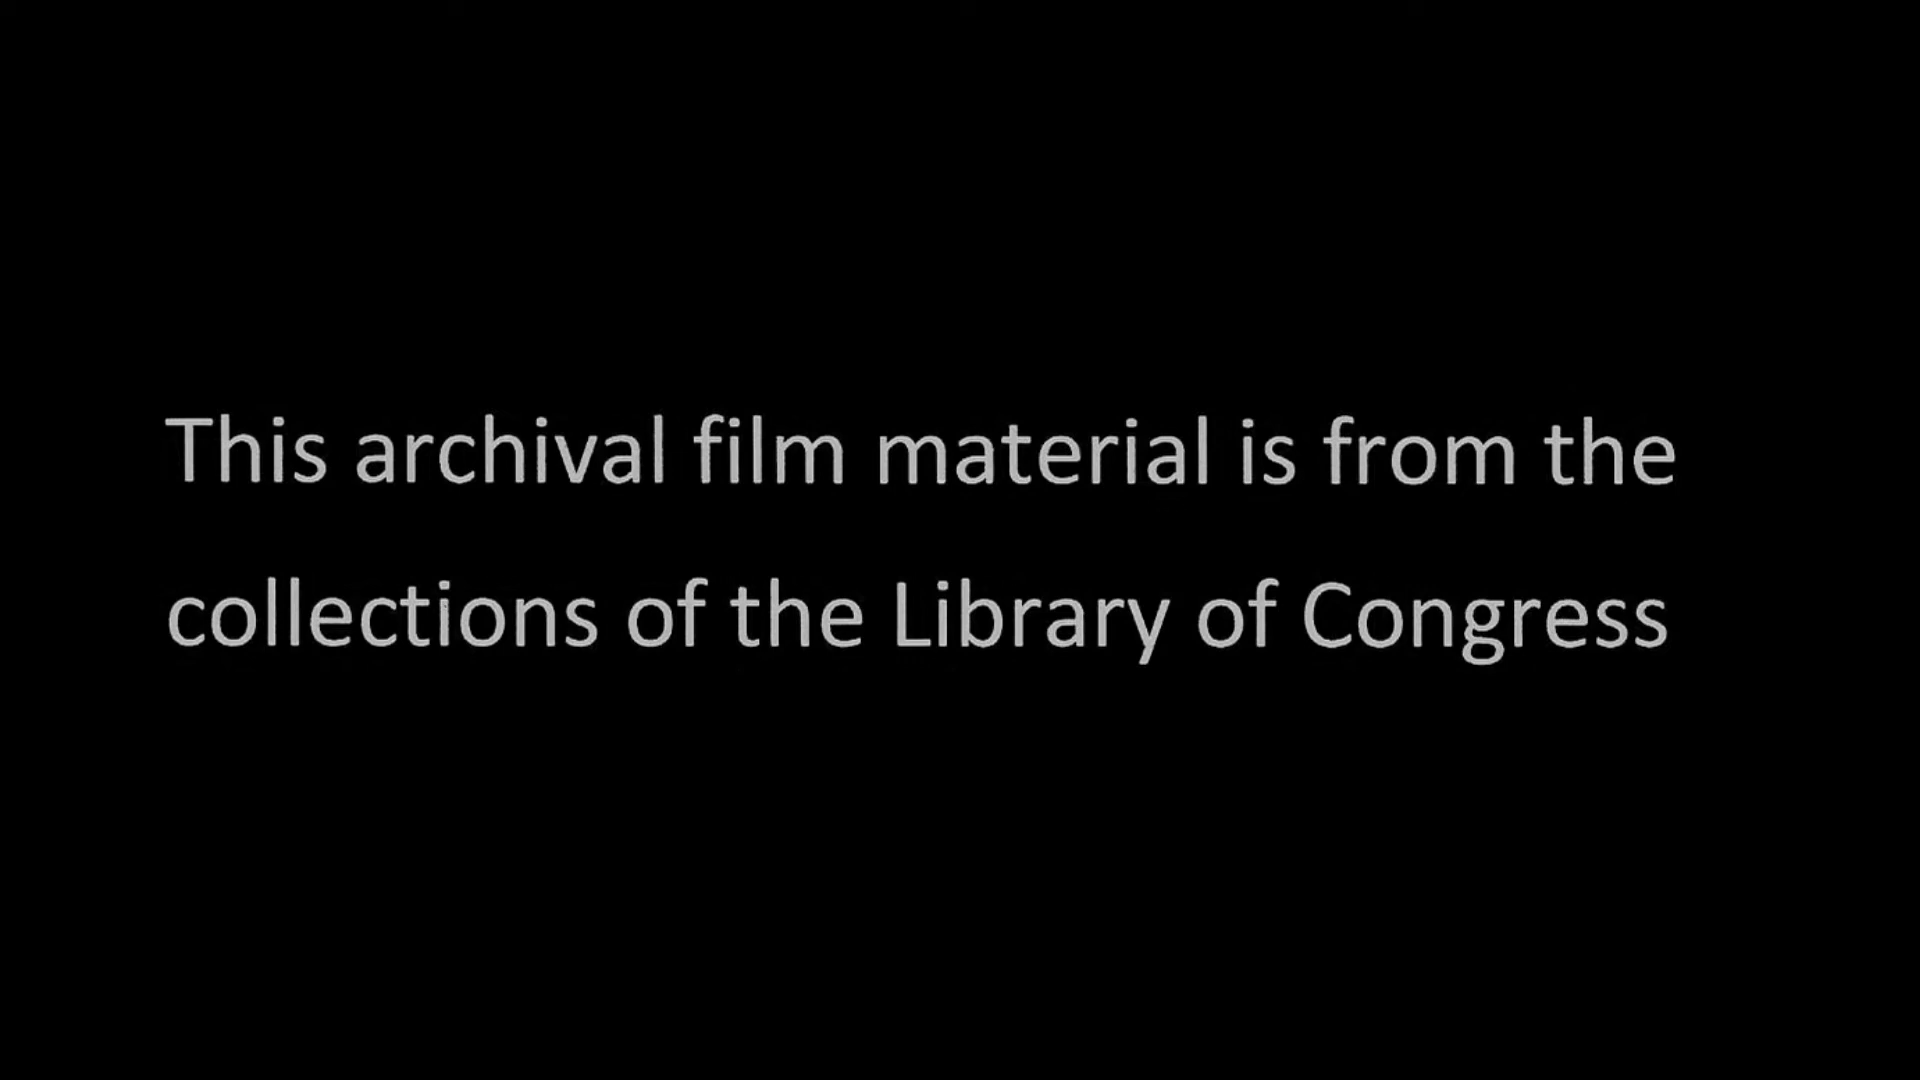 This archival film material is from the
collections of the Library of Congress